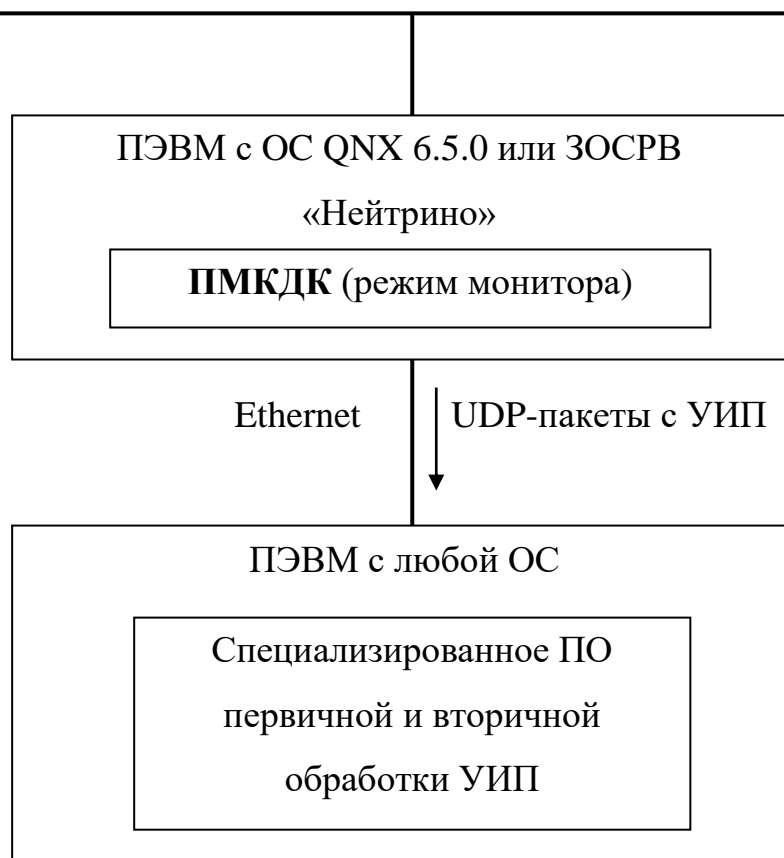 ПЭВМ с ОС QNX 6.5.0 или ЗОСРВ
«Нейтрино»
ПМКДК (режим монитора)
Ethernet
UDP-пакеты с УИП
ПЭВМ с любой ОС
Специализированное ПО
первичной и вторичной
обработки УИП